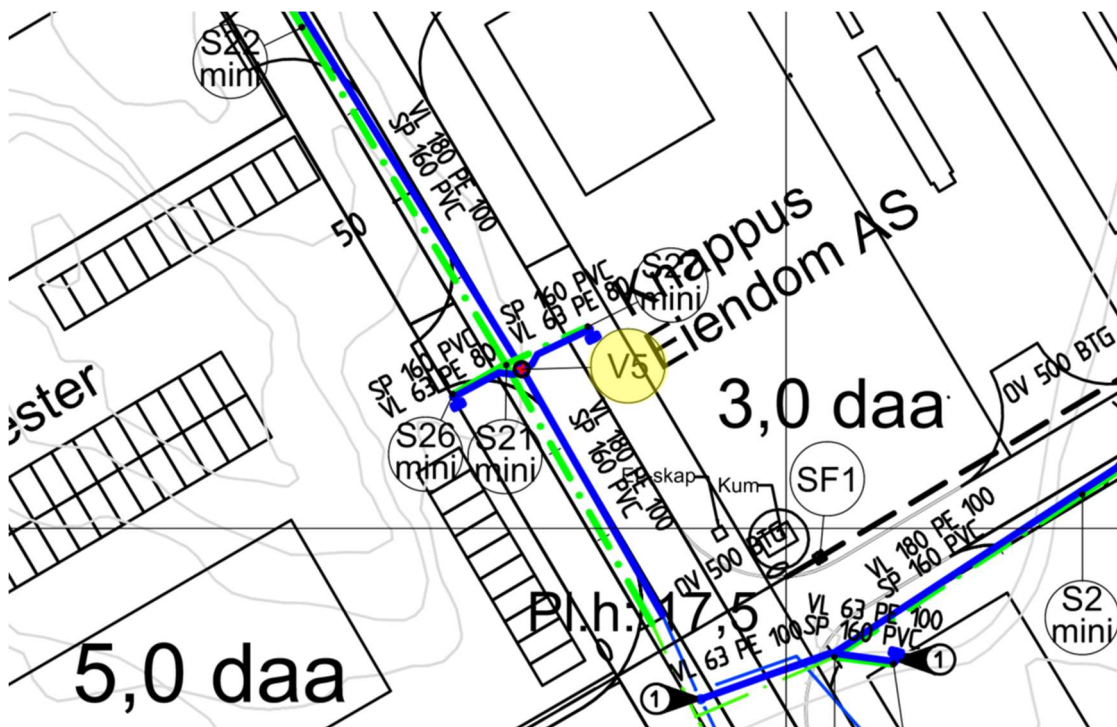 S22
mini
VL 180 PE 100
SP 160 PVC
50
Knappus
Eiendom AS
mini
SP 160 PVC
VL 63 PE 80
SP 160 PVC
VL 63 PE 80
V5
ester
3,0 daa
OV 500 BTG
S26
mini
S21
mini
VL 180 PE 100
SP 160 PVC
Kum
SF1
VL 180 PE 100
SP 160 PVC
OV 500 BTG
Pl.h: 17,5
VL 63 PE 100
SP 160 PVC
S2
mini
VL 63 PE 100
5,0 daa
1
1